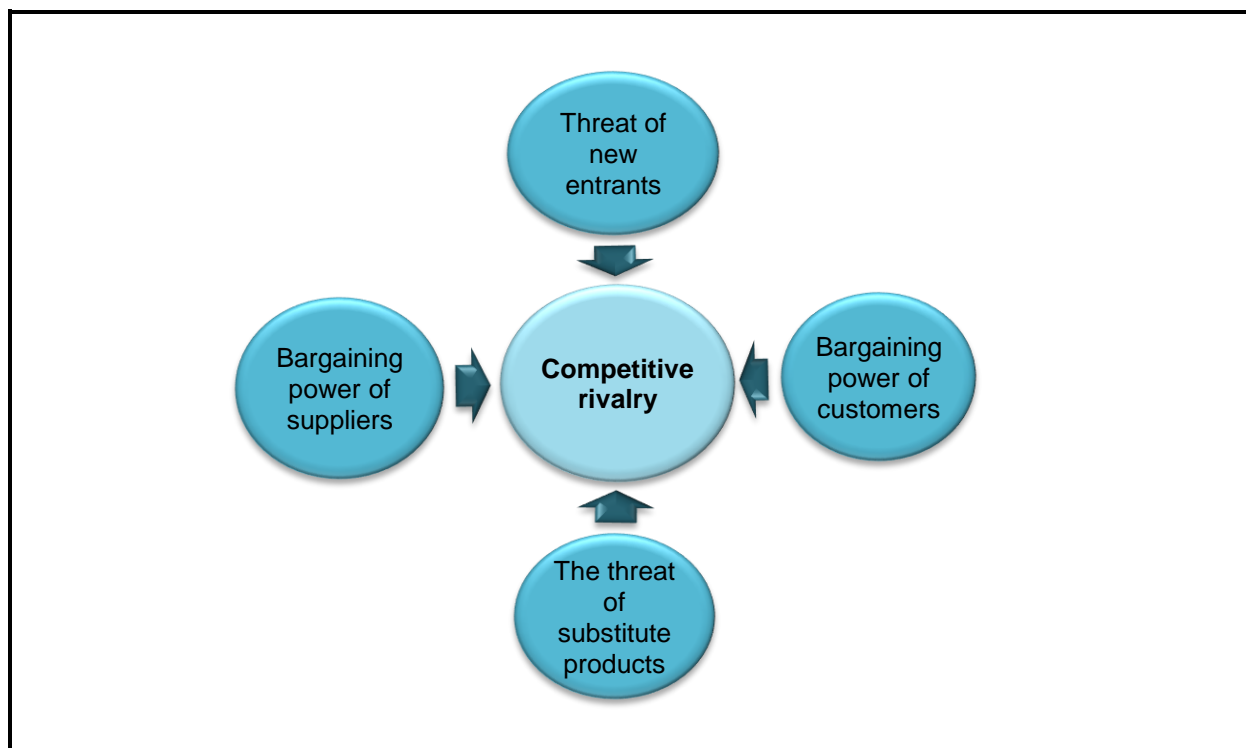 Threat of
new
entrants
Bargaining
power of
suppliers
Competitive
rivalry
Bargaining
power of
customers
The threat
of
substitute
products